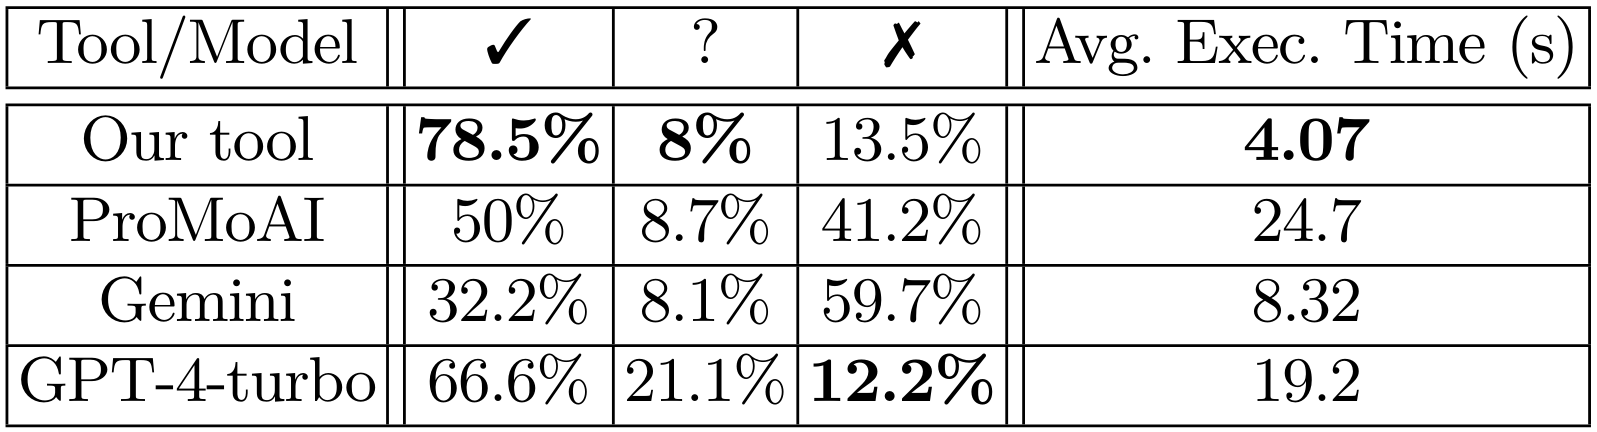 Tool/Model ✓ ? ✗ Avg. Exec. Time (s)
Our tool 78.5% 8% 13.5% 4.07
ProMoAI 50% 8.7% 41.2% 24.7
Gemini 32.2% 8.1% 59.7% 8.32
GPT-4-turbo 66.6% 21.1% 12.2% 19.2